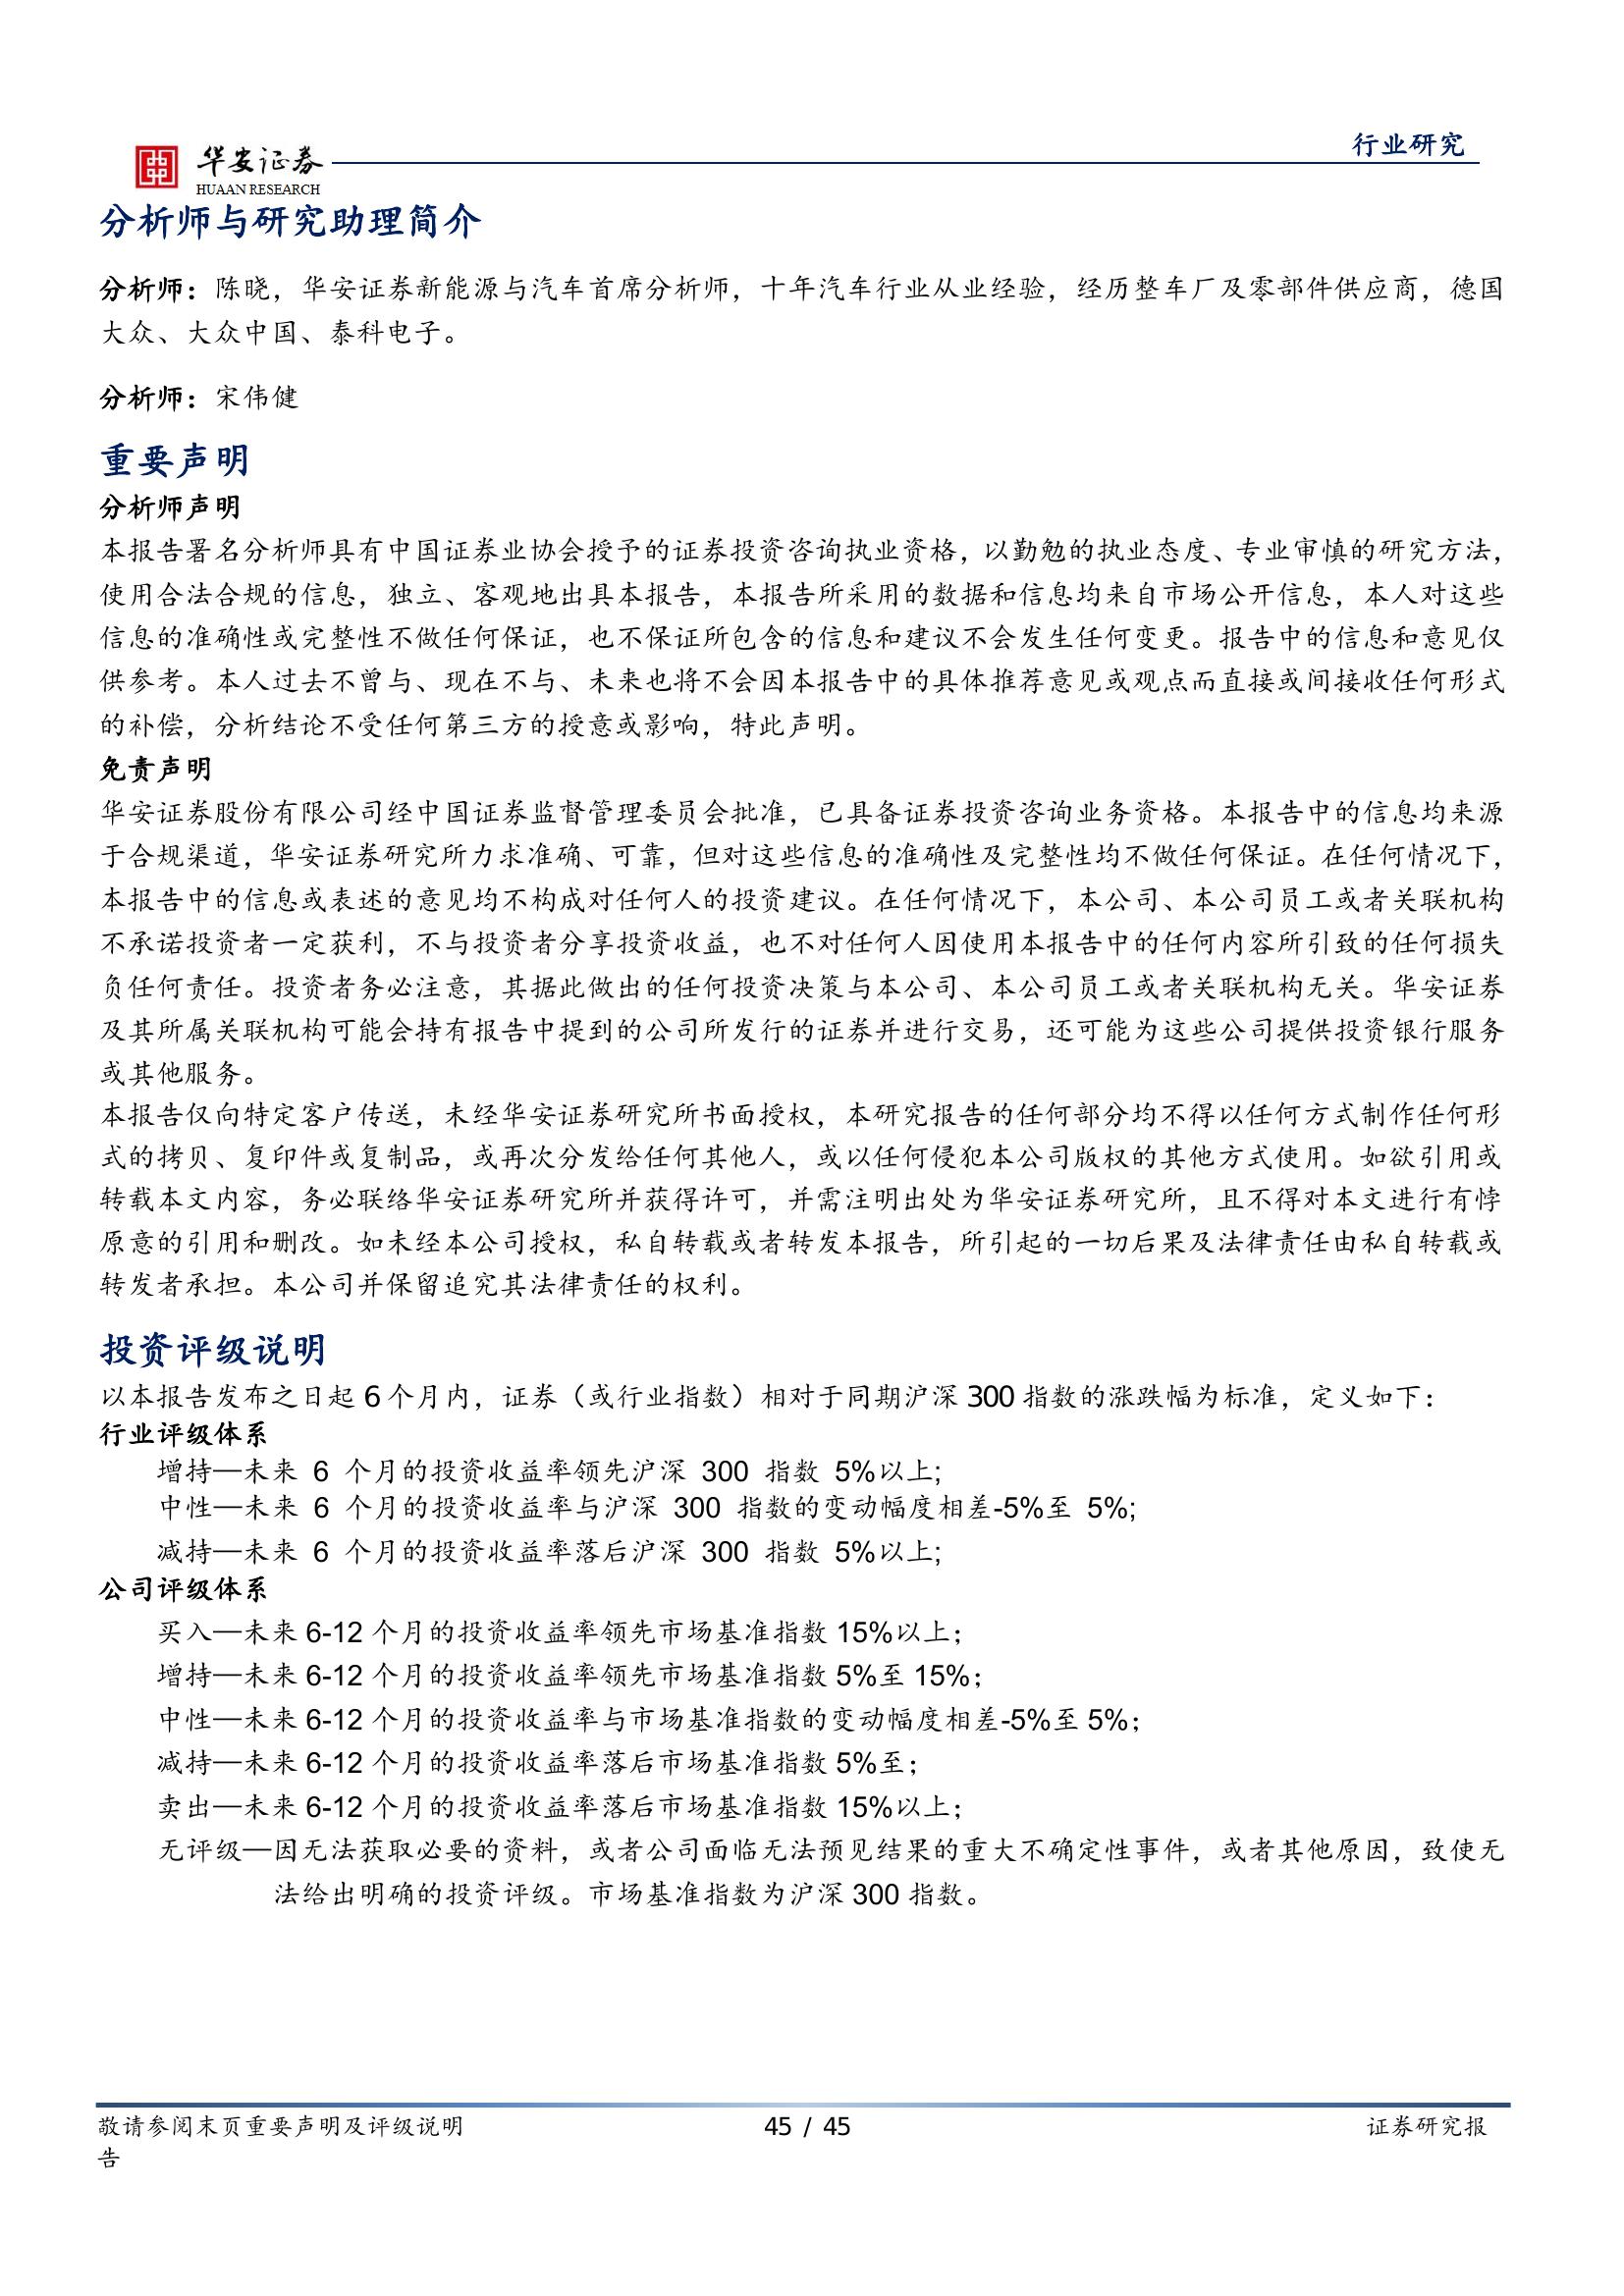 行业研究
华安证券
HUAAN RESEARCH
分析师与研究助理简介
分析师：陈晓，华安证券新能源与汽车首席分析师，十年汽车行业从业经验，经历整车厂及零部件供应商，德国
大众、大众中国、泰科电子。
分析师：宋伟健
重要声明
分析师声明
本报告署名分析师具有中国证券业协会授予的证券投资咨询执业资格，以勤勉的执业态度、专业审慎的研究方法，
使用合法合规的信息，独立、客观地出具本报告，本报告所采用的数据和信息均来自市场公开信息，本人对这些
信息的准确性或完整性不做任何保证，也不保证所包含的信息和建议不会发生任何变更。报告中的信息和意见仅
供参考。本人过去不曾与、现在不与、未来也将不会因本报告中的具体推荐意见或观点而直接或间接收任何形式
的补偿，分析结论不受任何第三方的授意或影响，特此声明。
免责声明
华安证券股份有限公司经中国证券监督管理委员会批准，已具备证券投资咨询业务资格。本报告中的信息均来源
于合规渠道，华安证券研究所力求准确、可靠，但对这些信息的准确性及完整性均不做任何保证。在任何情况下，
本报告中的信息或表述的意见均不构成对任何人的投资建议。在任何情况下，本公司、本公司员工或者关联机构
不承诺投资者一定获利，不与投资者分享投资收益，也不对任何人因使用本报告中的任何内容所引致的任何损失
负任何责任。投资者务必注意，其据此做出的任何投资决策与本公司、本公司员工或者关联机构无关。华安证券
及其所属关联机构可能会持有报告中提到的公司所发行的证券并进行交易，还可能为这些公司提供投资银行服务
或其他服务。
本报告仅向特定客户传送，未经华安证券研究所书面授权，本研究报告的任何部分均不得以任何方式制作任何形
式的拷贝、复印件或复制品，或再次分发给任何其他人，或以任何侵犯本公司版权的其他方式使用。如欲引用或
转载本文内容，务必联络华安证券研究所并获得许可，并需注明出处为华安证券研究所，且不得对本文进行有悖
原意的引用和删改。如未经本公司授权，私自转载或者转发本报告，所引起的一切后果及法律责任由私自转载或
转发者承担。本公司并保留追究其法律责任的权利。
投资评级说明
以本报告发布之日起 6 个月内，证券（或行业指数）相对于同期沪深 300 指数的涨跌幅为标准，定义如下：
行业评级体系
增持—未来 6 个月的投资收益率领先沪深 300 指数 5%以上;
中性—未来 6 个月的投资收益率与沪深 300 指数的变动幅度相差-5%至 5%;
减持—未来 6 个月的投资收益率落后沪深 300 指数 5%以上;
公司评级体系
买入—未来 6-12 个月的投资收益率领先市场基准指数 15%以上；
增持—未来 6-12 个月的投资收益率领先市场基准指数 5%至 15%；
中性—未来 6-12 个月的投资收益率与市场基准指数的变动幅度相差-5%至 5%；
减持—未来 6-12 个月的投资收益率落后市场基准指数 5%至；
卖出—未来 6-12 个月的投资收益率落后市场基准指数 15%以上；
无评级—因无法获取必要的资料，或者公司面临无法预见结果的重大不确定性事件，或者其他原因，致使无
法给出明确的投资评级。市场基准指数为沪深 300 指数。
敬请参阅末页重要声明及评级说明 45 / 45 证券研究报
告